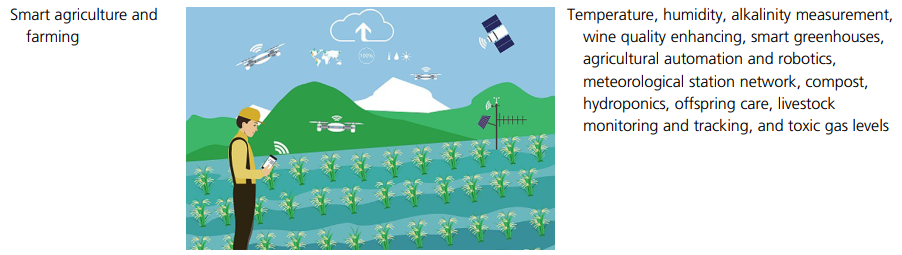 Smart agriculture and
farming
100%
Temperature, humidity, alkalinity measurement,
wine quality enhancing, smart greenhouses,
agricultural automation and robotics,
meteorological station network, compost,
hydroponics, offspring care, livestock
monitoring and tracking, and toxic gas levels